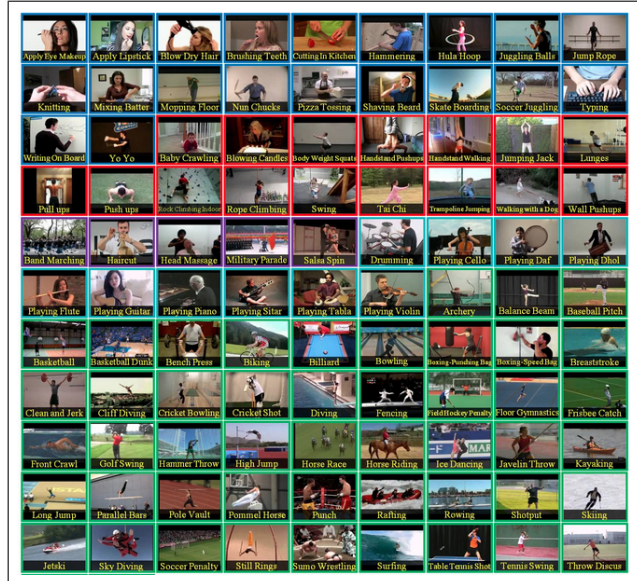 Apply Eye Makeup
Apply Lipstick
Blow Dry Hair
Brushing Teeth
Cutting In Kitchen
Hammering
Hula Hoop
Juggling Balls
Jump Rope
Knitting
Mixing Batter
Mopping Floor
Nun Chucks
Pizza Tossing
Shaving Beard
Skate Boarding
Soccer Juggling
Typing
Writing On Board
Yo Yo
Baby Crawling
Blowing Candles
Body Weight Squats
Handstand Pushups
Handstand Walking
Jumping Jack
Lunges
Pull ups
Push ups
Rock Climbing Indoor
Rope Climbing
Swing
Tai Chi
Trampoline Jumping
Walking with a Dog
Wall Pushups
Band Marching
Haircut
Head Massage
Military Parade
Salsa Spin
Drumming
Playing Cello
Playing Daf
Playing Dhol
Playing Flute
Playing Guitar
Playing Piano
Playing Sitar
Playing Tabla
Playing Violin
Archery
Balance Beam
Baseball Pitch
Basketball
Basketball Dunk
Bench Press
Biking
Billiard
Bowling
Boxing-Punching Bag
Boxing-Speed Bag
Breaststroke
Clean and Jerk
Cliff Diving
Cricket Bowling
Cricket Shot
Diving
Fencing
Field Hockey Penalty
Floor Gymnastics
Frisbee Catch
Front Crawl
Golf Swing
Hammer Throw
High Jump
Horse Race
Horse Riding
Ice Dancing
Javelin Throw
Kayaking
Long Jump
Parallel Bars
Pole Vault
Pommel Horse
Punch
Rafting
Rowing
Shotput
Skiing
Jetski
Sky Diving
Soccer Penalty
Still Rings
Sumo Wrestling
Surfing
Table Tennis Shot
Tennis Swing
Throw Discus